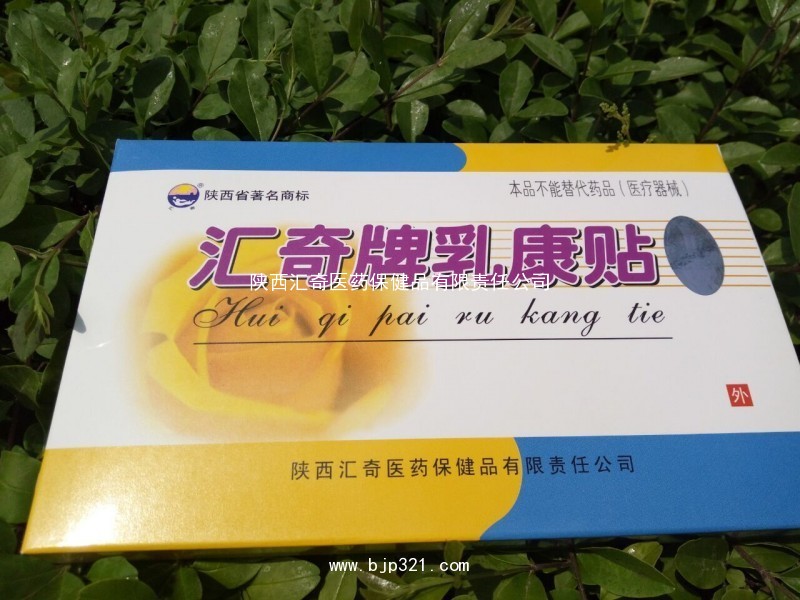 陕西省著名商标
本品不能替代药品（医疗器械）
汇奇牌乳康贴
陕西汇奇医药保健品有限责任公司
Hui qi pai ru kang tie
外
陕西汇奇医药保健品有限责任公司
www.bjp321.com